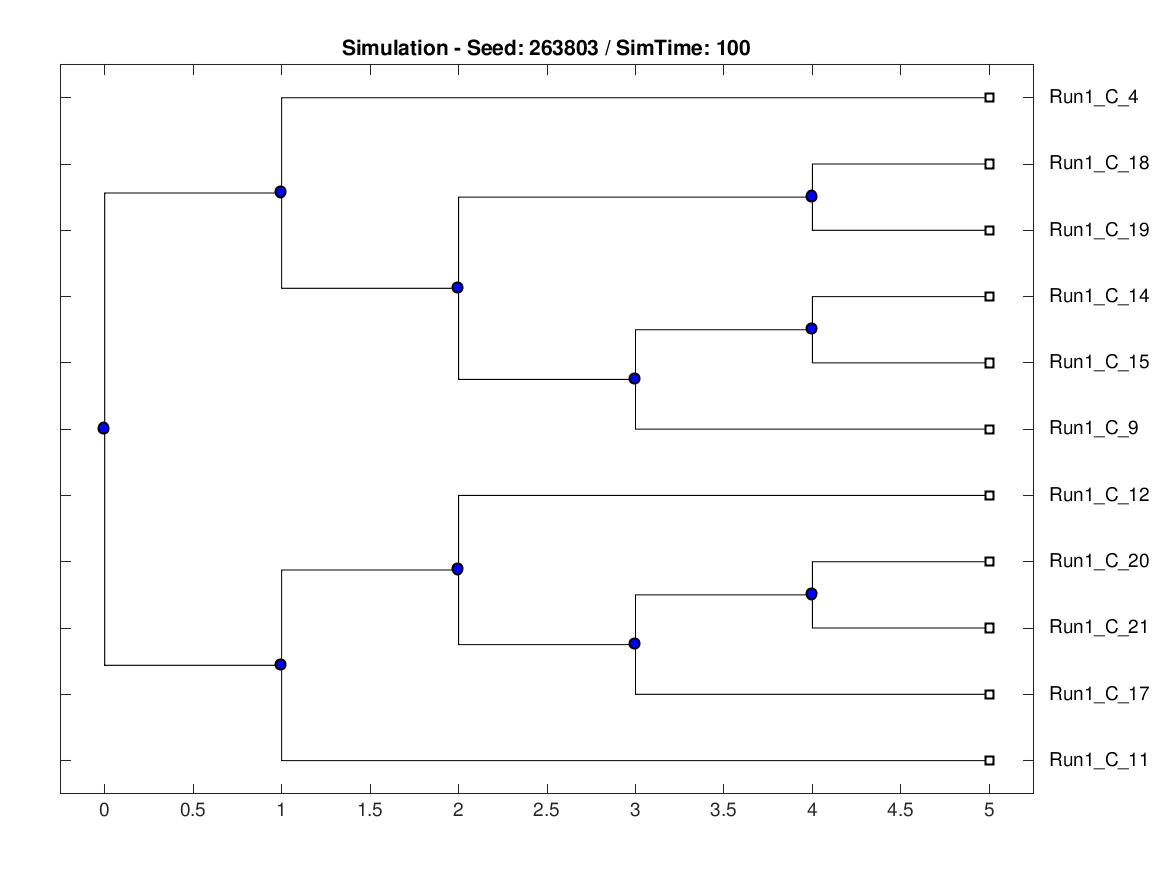 Simulation - Seed: 263803 / SimTime: 100
Run1_C_4
Run1_C_18
Run1_C_19
Run1_C_14
Run1_C_15
Run1_C_9
Run1_C_12
Run1_C_20
Run1_C_21
Run1_C_17
Run1_C_11
0 0.5 1 1.5 2 2.5 3 3.5 4 4.5 5